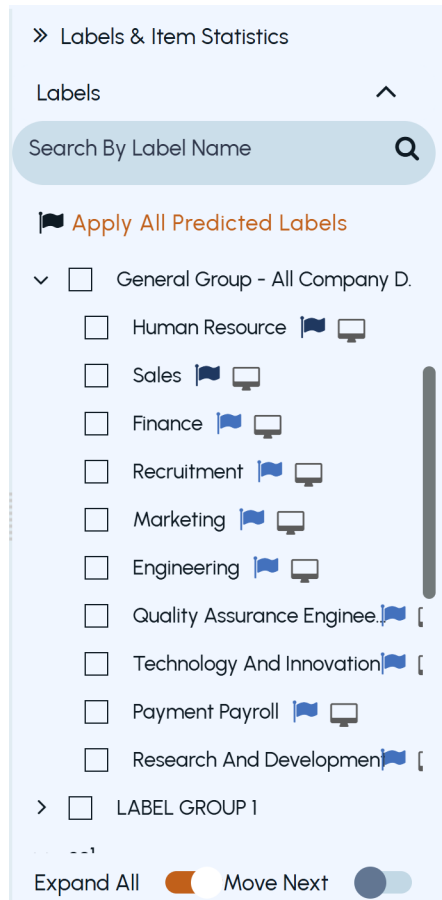 Labels & Item Statistics
Labels
Search By Label Name
Apply All Predicted Labels
General Group - All Company D.
Human Resource
Sales
Finance
Recruitment
Marketing
Engineering
Quality Assurance Enginee..
Technology And Innovation
Payment Payroll
Research And Development
LABEL GROUP 1
Expand All Move Next